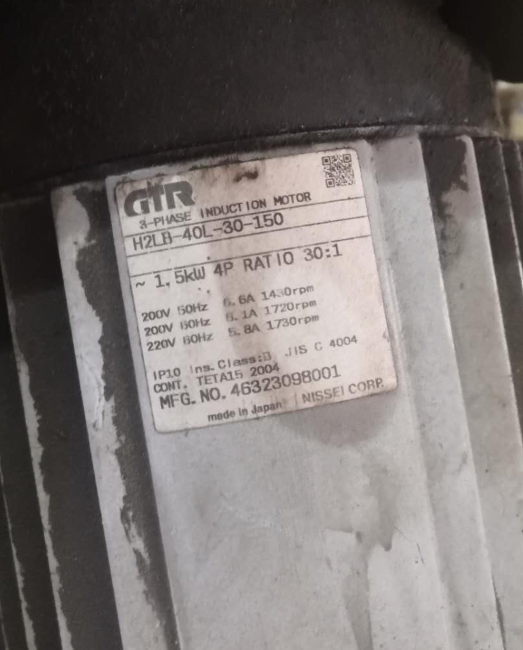 GTR
3-PHASE INDUCTION MOTOR
H2LB-40L-30-150
~ 1.5kW 4P RATIO 30:1
200V 50Hz 6.6A 1430rpm
200V 60Hz 6.1A 1720rpm
220V 60Hz 5.8A 1730rpm
IP10 Ins.Class:B JIS C 4004
CONT. TETA15 2004
MFG.NO. 46323098001
made in Japan NISSEI CORP.